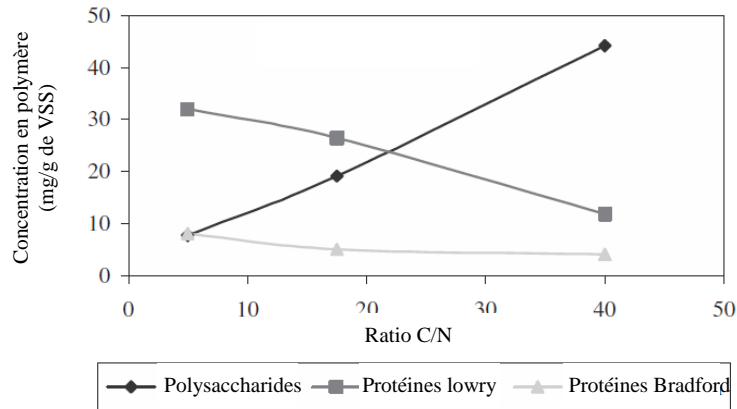 Concentration en polymère
(mg/g de VSS)
50
40
30
20
10
0
0 10 20 30 40 50
Ratio C/N
Polysaccharides Protéines lowry Protéines Bradford